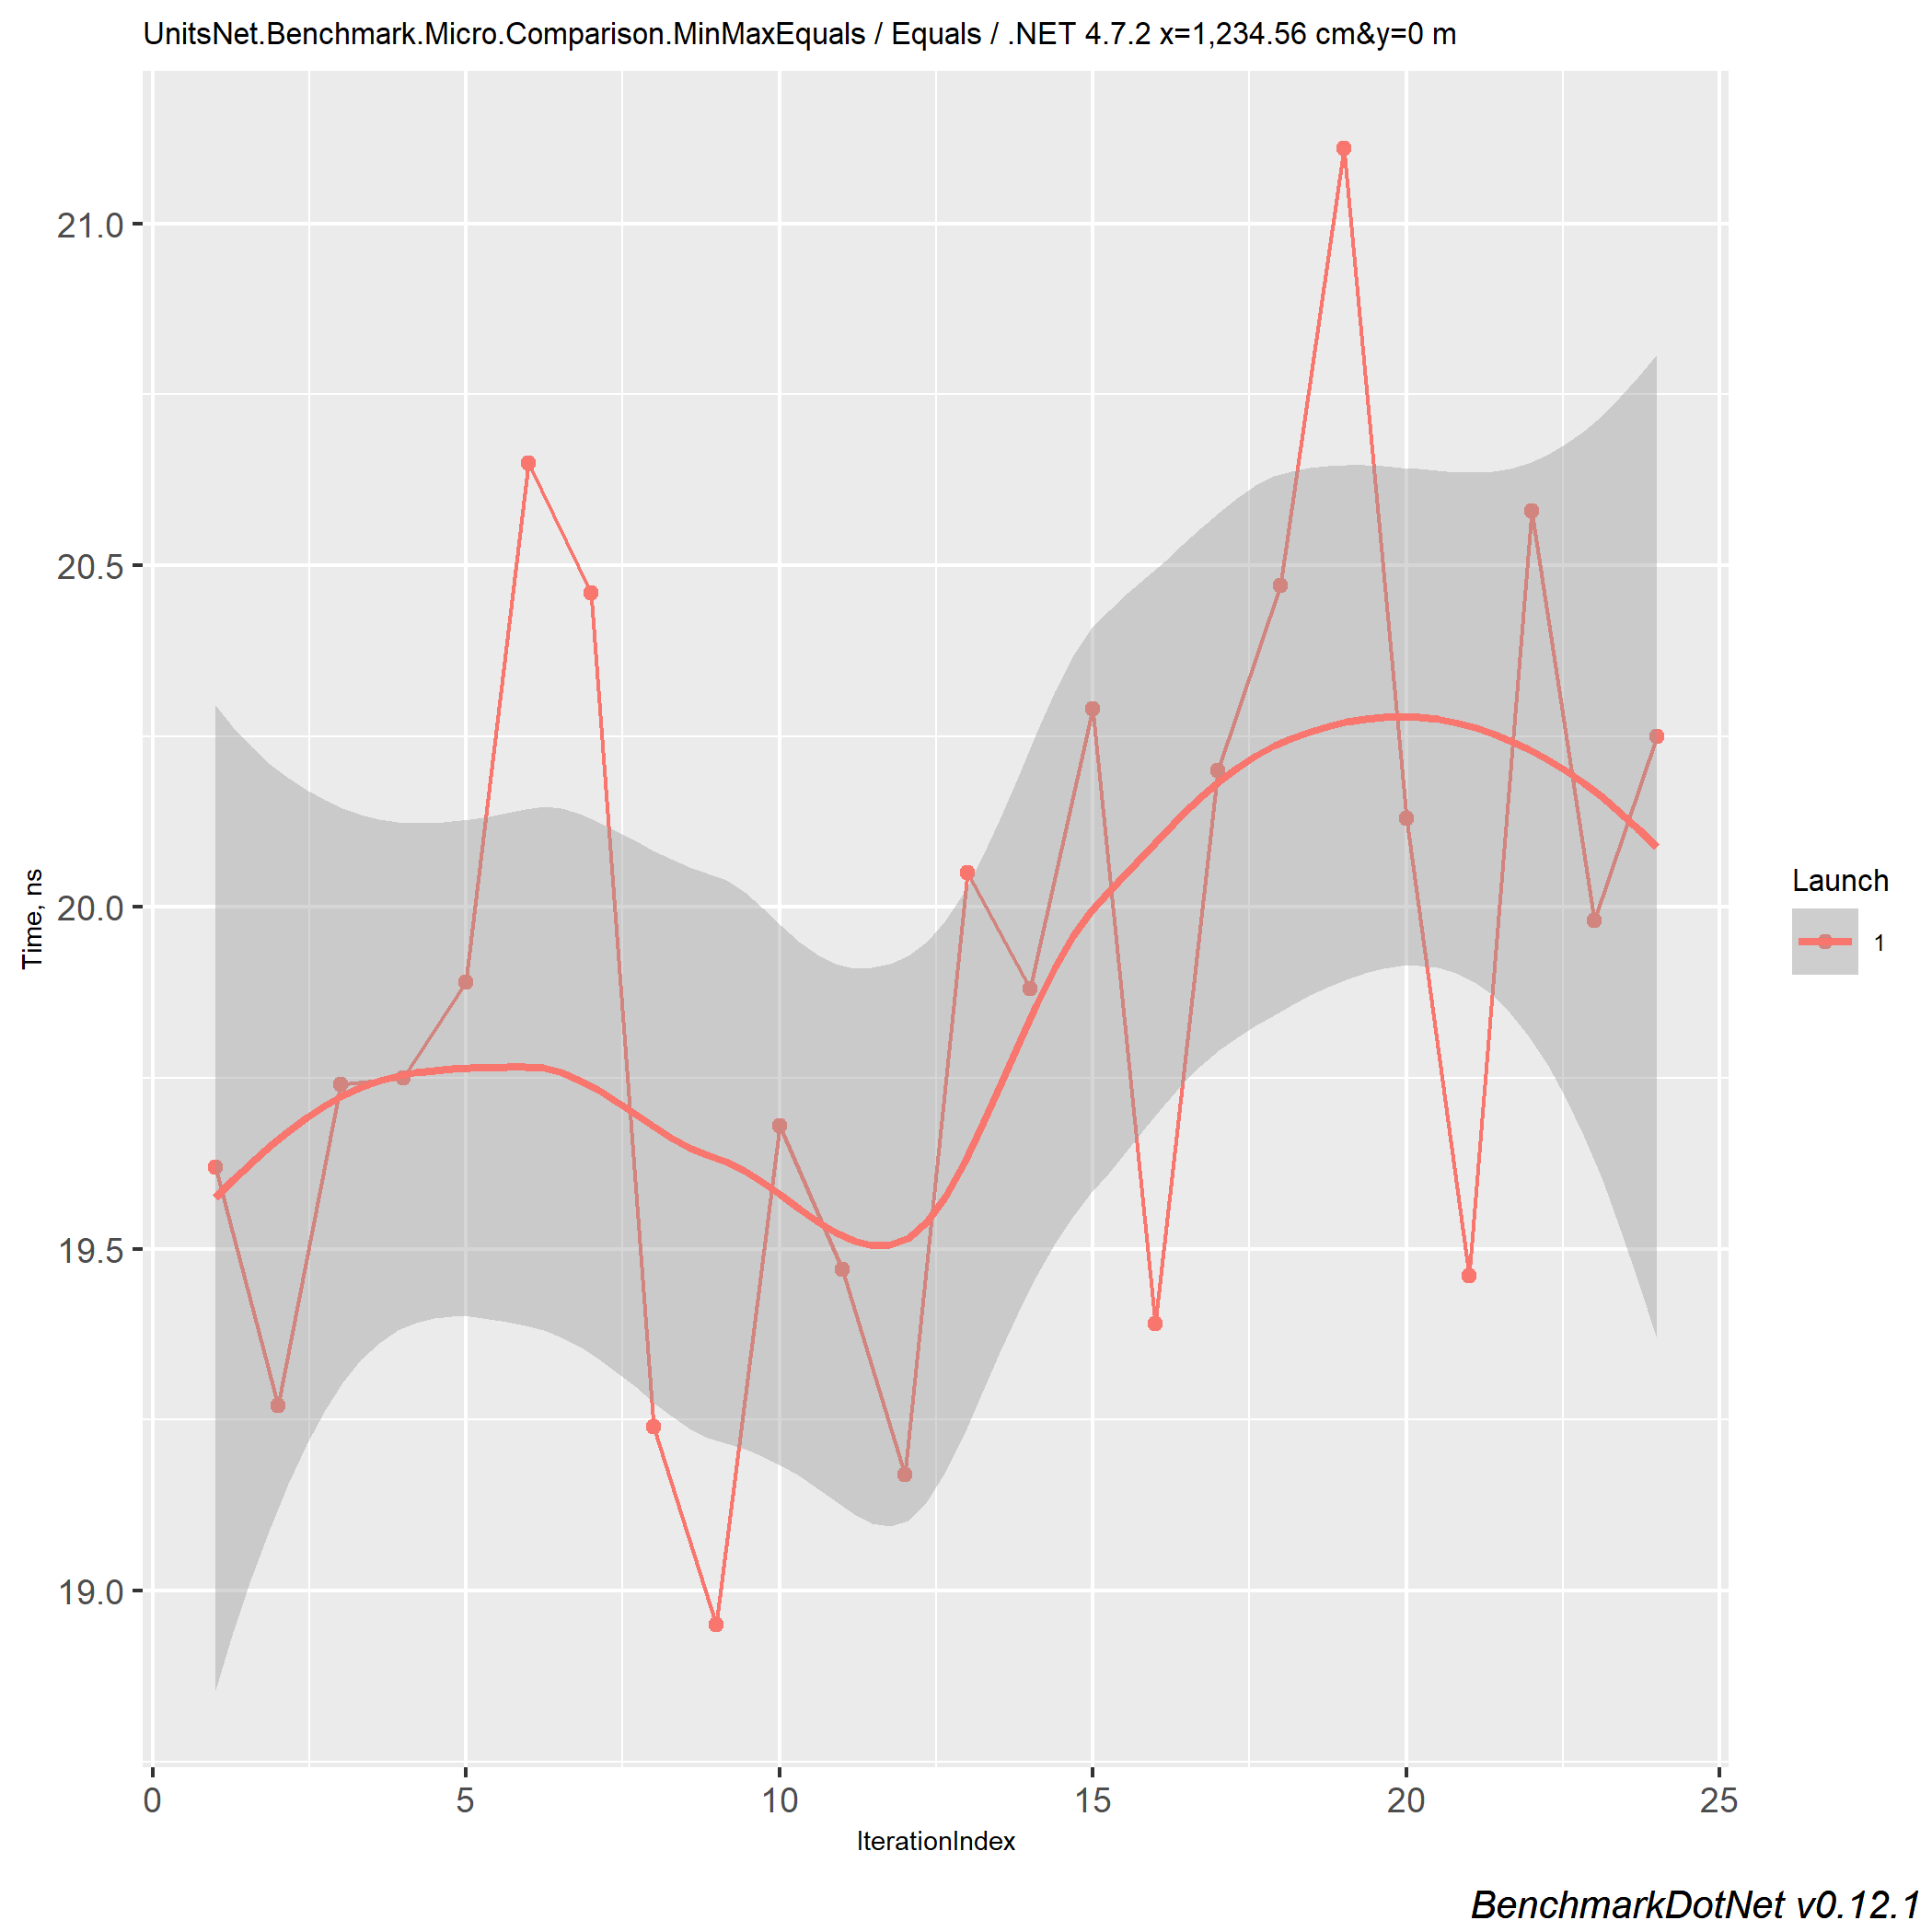 UnitsNet.Benchmark.Micro.Comparison.MinMaxEquals / Equals / .NET 4.7.2 x=1,234.56 cm&y=0 m
21.0
20.5
20.0
19.5
19.0
Time, ns
0 5 10 15 20 25
IterationIndex
Launch
1
BenchmarkDotNet v0.12.1